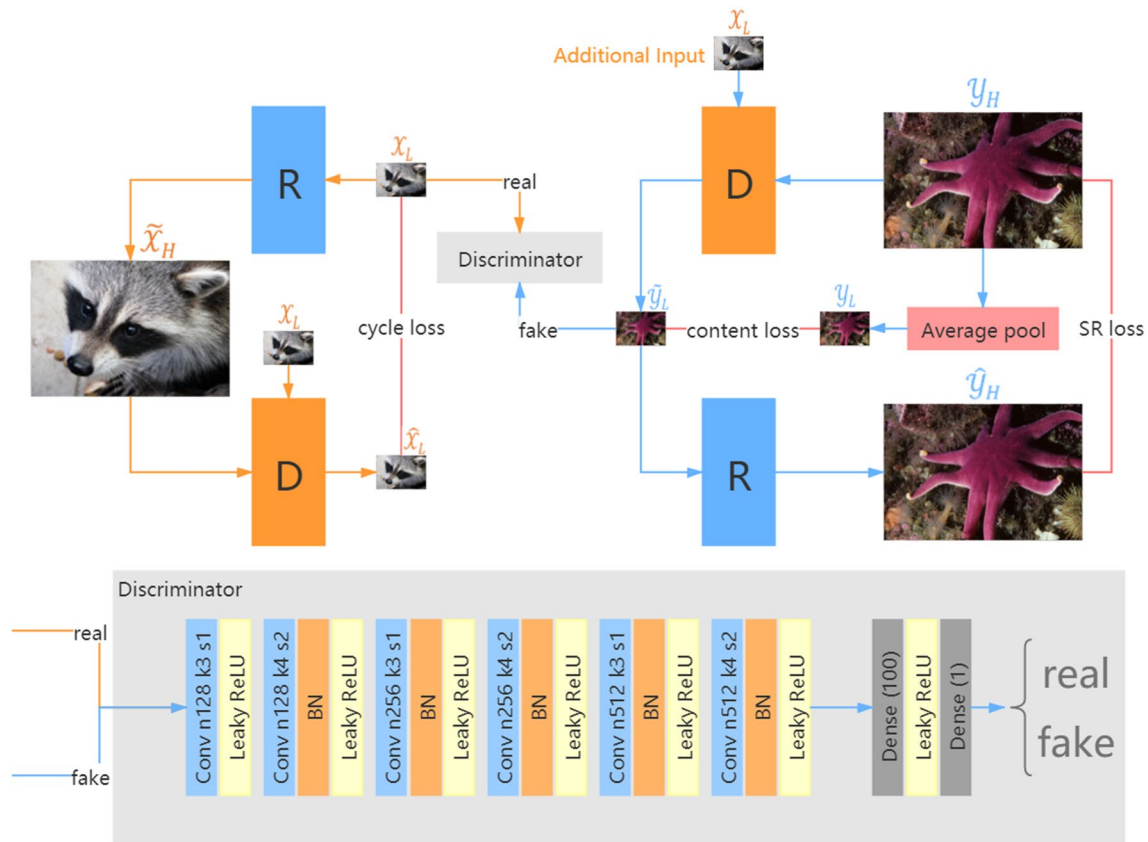 𝒳_L
Additional Input
𝒴_H
R
𝒳_L
real
D
𝒳̃_H
Discriminator
𝒴̃_L
𝒴_L
𝒳_L
cycle loss
fake
content loss
Average pool
SR loss
𝒴̂_H
𝒳̂_L
D
R
Discriminator
real
fake
Conv n128 k3 s1
Leaky ReLU
Conv n128 k4 s2
BN
Leaky ReLU
Conv n256 k3 s1
BN
Leaky ReLU
Conv n256 k4 s2
BN
Leaky ReLU
Conv n512 k3 s1
BN
Leaky ReLU
Conv n512 k4 s2
BN
Leaky ReLU
Dense (100)
Leaky ReLU
Dense (1)
real
fake